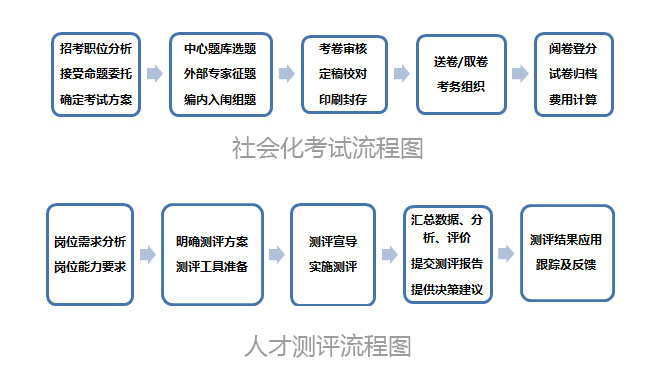 招考职位分析
接受命题委托
确定考试方案
中心题库选题
外部专家征题
编内入闱组题
考卷审核
定稿校对
印刷封存
送卷/取卷
考务组织
阅卷登分
试卷归档
费用计算
社会化考试流程图
岗位需求分析
岗位能力要求
明确测评方案
测评工具准备
测评宣导
实施测评
汇总数据、分
析、评价
提交测评报告
提供决策建议
测评结果应用
跟踪及反馈
人才测评流程图